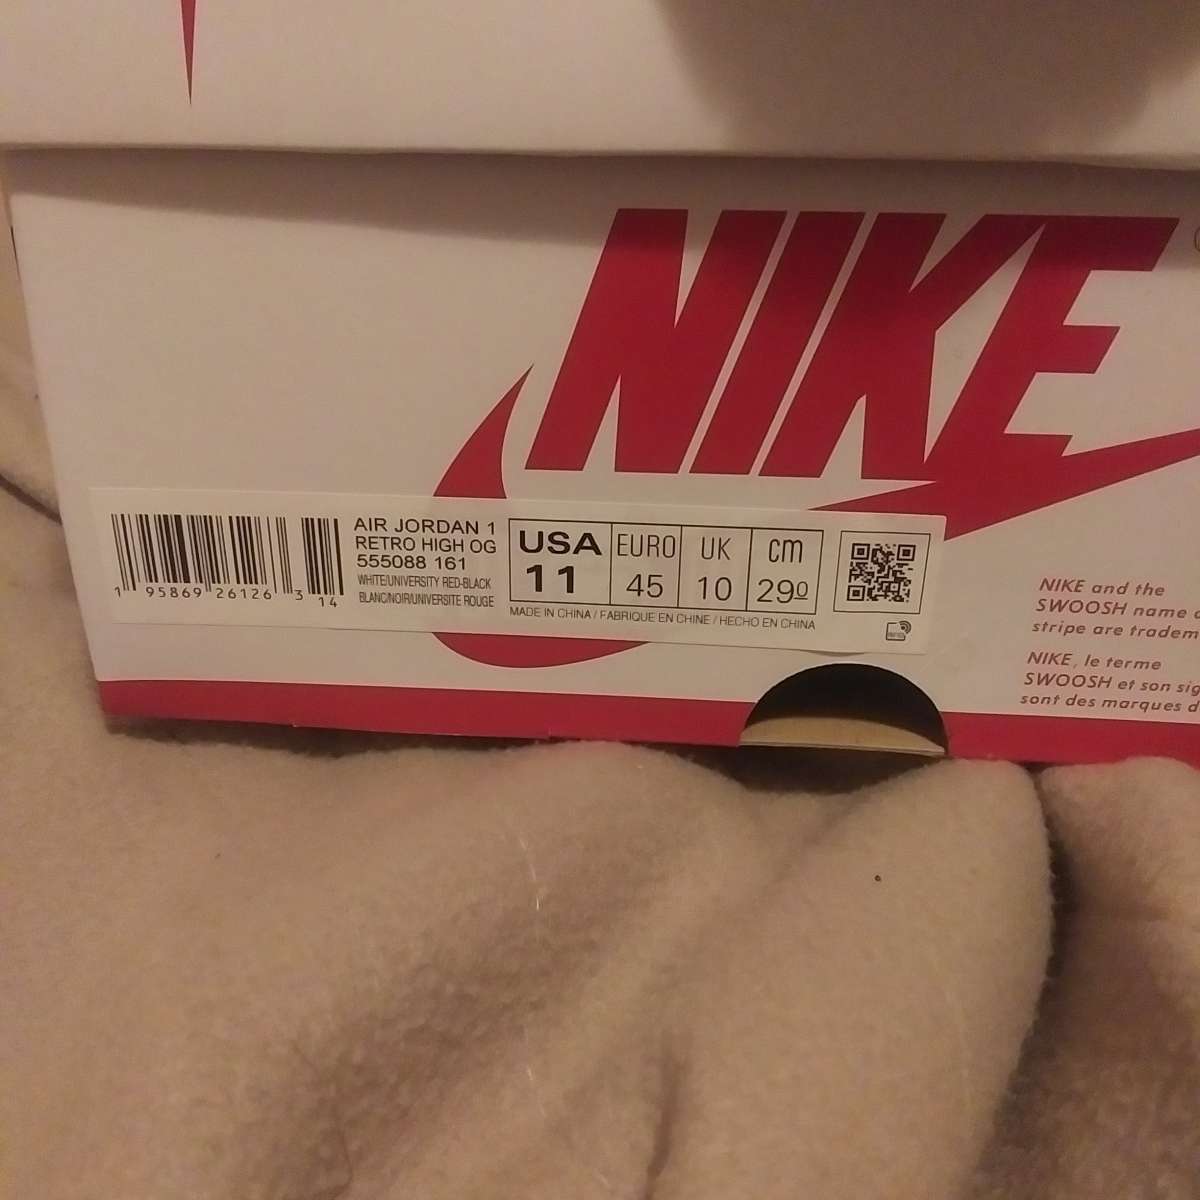 NIKE
AIR JORDAN 1
RETRO HIGH OG
555088 161
WHITE/UNIVERSITY RED-BLACK
BLANC/NOIR/UNIVERSITE ROUGE
1 95869 26126 3 14
USA EURO UK cm
11 45 10 290
MADE IN CHINA / FABRIQUE EN CHINE / HECHO EN CHINA
NIKE and the
SWOOSH name
stripe are tradem
NIKE, le terme
SWOOSH et son sig
sont des marques d